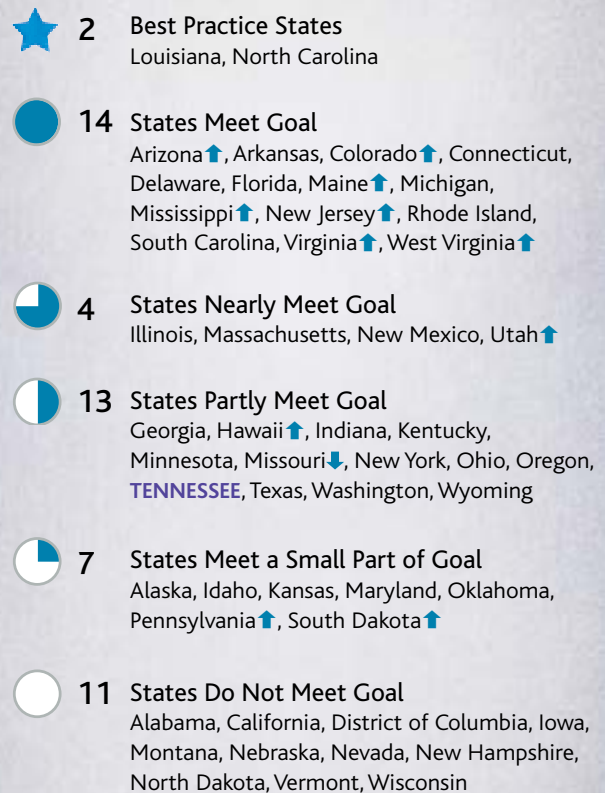 2 Best Practice States
Louisiana, North Carolina
14 States Meet Goal
Arizona⬆, Arkansas, Colorado⬆, Connecticut,
Delaware, Florida, Maine⬆, Michigan,
Mississippi⬆, New Jersey⬆, Rhode Island,
South Carolina, Virginia⬆, West Virginia⬆
4 States Nearly Meet Goal
Illinois, Massachusetts, New Mexico, Utah⬆
13 States Partly Meet Goal
Georgia, Hawaii⬆, Indiana, Kentucky,
Minnesota, Missouri⬇, New York, Ohio, Oregon,
TENNESSEE, Texas, Washington, Wyoming
7 States Meet a Small Part of Goal
Alaska, Idaho, Kansas, Maryland, Oklahoma,
Pennsylvania⬆, South Dakota⬆
11 States Do Not Meet Goal
Alabama, California, District of Columbia, Iowa,
Montana, Nebraska, Nevada, New Hampshire,
North Dakota, Vermont, Wisconsin